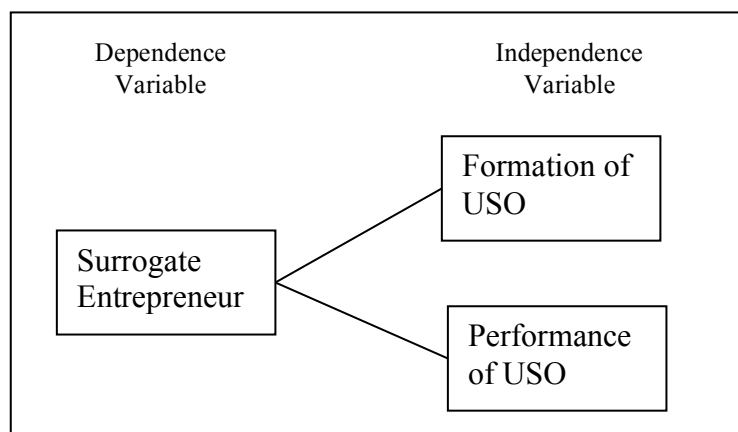 Dependence
Variable
Independence
Variable
Formation of
USO
Surrogate
Entrepreneur
Performance
of USO